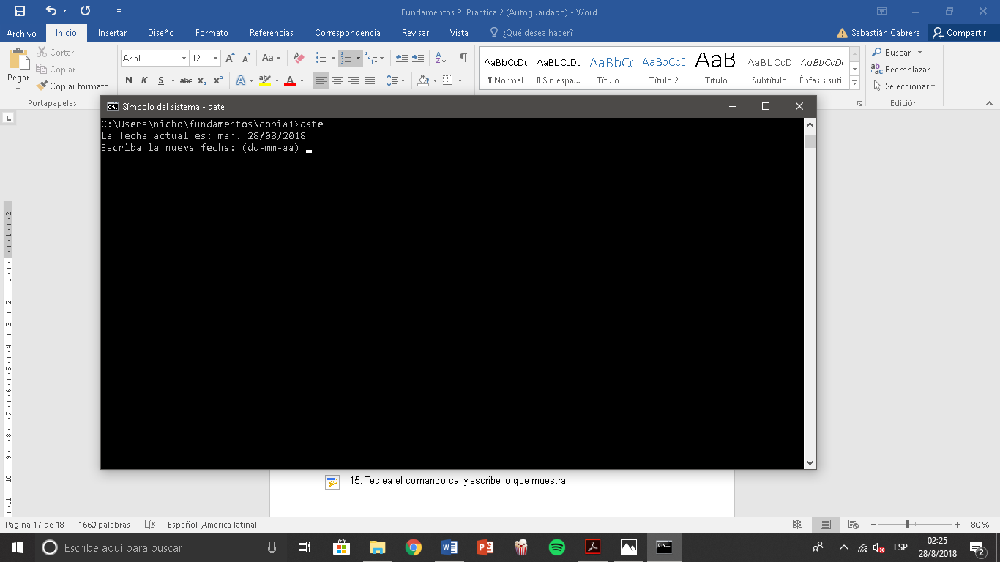 Fundamentos P. Práctica 2 (Autoguardado) - Word
Archivo Inicio Insertar Diseño Formato Referencias Correspondencia Revisar Vista ¿Qué desea hacer? Sebastián Cabrera Compartir
Pegar
Cortar
Copiar
Copiar formato
Portapapeles
Arial 12 Aa
N K S abc x₂ x² A aby A
AaBbCcDc AaBbCcDc AaBbCc AaBbCcD AaB AaBbCcD AaBbCcDc
¶ Normal ¶ Sin espa... Título 1 Título 2 Título Subtítulo Énfasis sutil
Buscar
Reemplazar
Seleccionar
Edición
Símbolo del sistema - date
C:\Users\nicho\fundamentos\copia1>date
La fecha actual es: mar. 28/08/2018
Escriba la nueva fecha: (dd-mm-aa)
15. Teclea el comando cal y escribe lo que muestra.
Página 17 de 18 1660 palabras Español (América latina) 80 %
Escribe aquí para buscar
ESP
02:25
28/8/2018
2